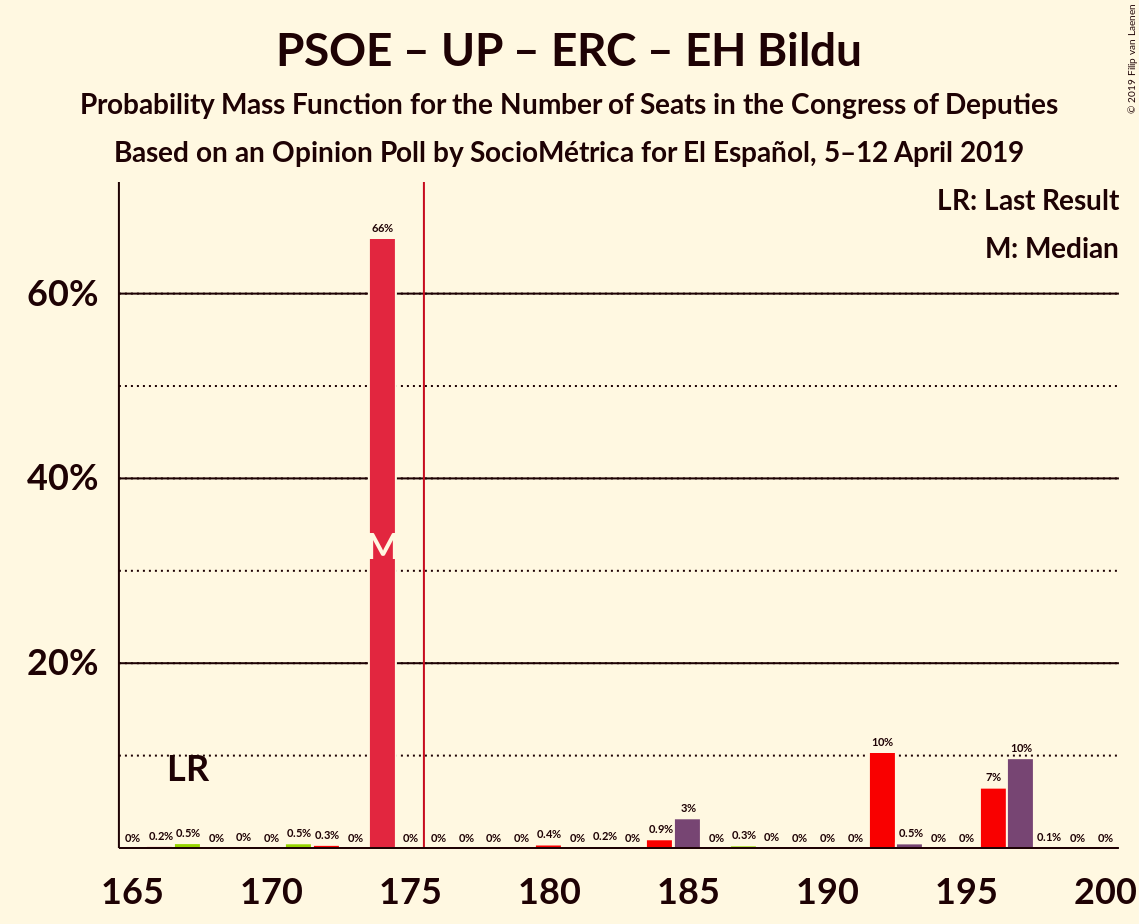 PSOE – UP – ERC – EH Bildu
Probability Mass Function for the Number of Seats in the Congress of Deputies
Based on an Opinion Poll by SocioMétrica for El Español, 5–12 April 2019
© 2019 Filip van Laenen
LR: Last Result
M: Median
60%
40%
20%
66%
M
LR
0% 0.2% 0.5% 0% 0% 0% 0.5% 0.3% 0% 0% 0% 0% 0% 0% 0.4% 0% 0.2% 0% 0.9% 3% 0% 0.3% 0% 0% 0% 0% 10% 0.5% 0% 0% 7% 10% 0.1% 0% 0%
165 170 175 180 185 190 195 200